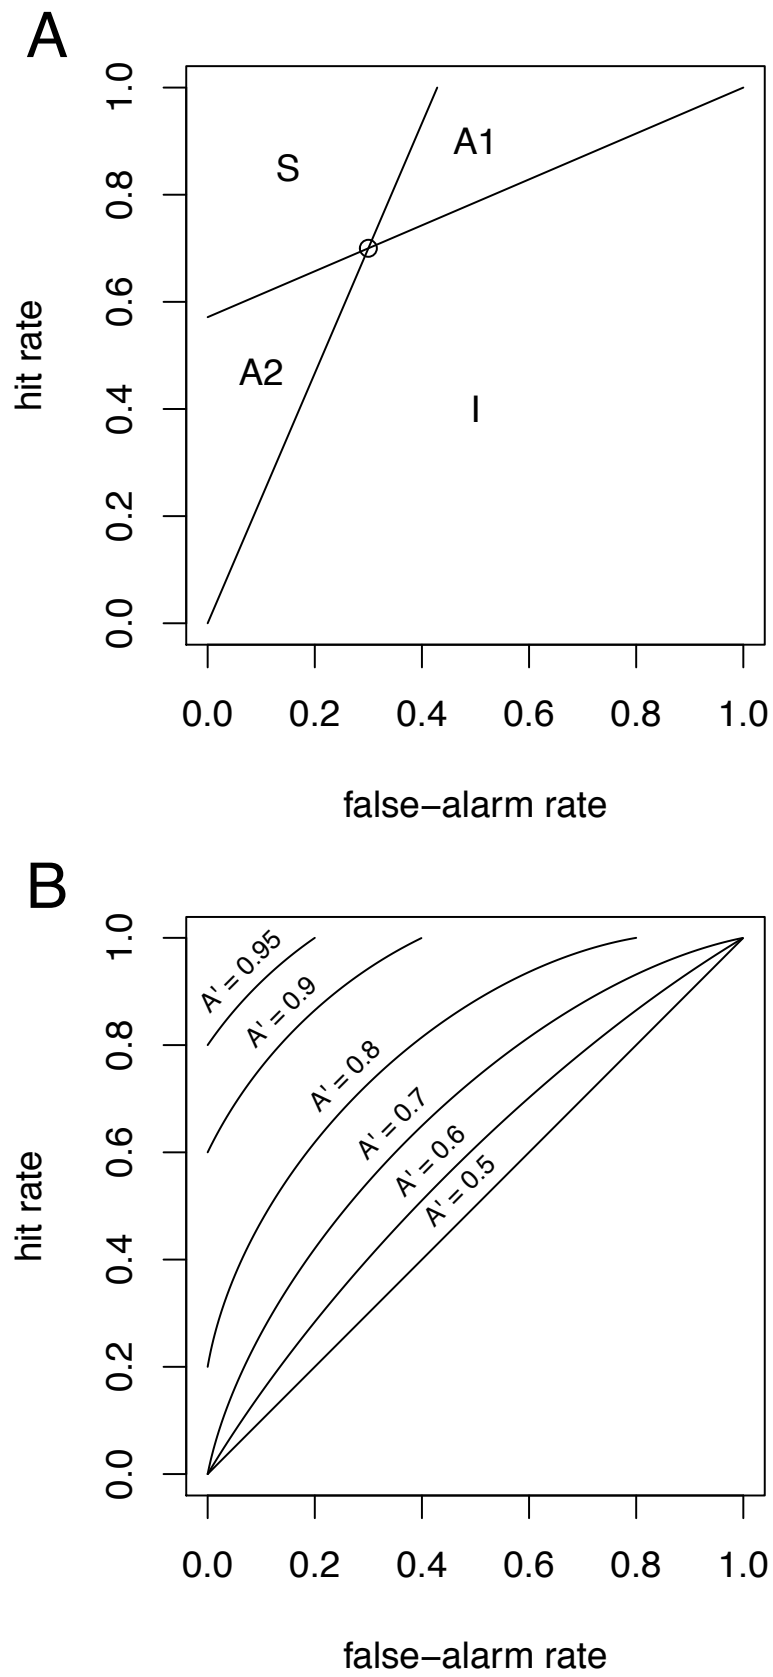 A
1.0
0.8
0.6
0.4
0.2
0.0
hit rate
S
A1
A2
I
0.0 0.2 0.4 0.6 0.8 1.0
false−alarm rate
B
1.0
0.8
0.6
0.4
0.2
0.0
hit rate
A' = 0.95
A' = 0.9
A' = 0.8
A' = 0.7
A' = 0.6
A' = 0.5
0.0 0.2 0.4 0.6 0.8 1.0
false−alarm rate